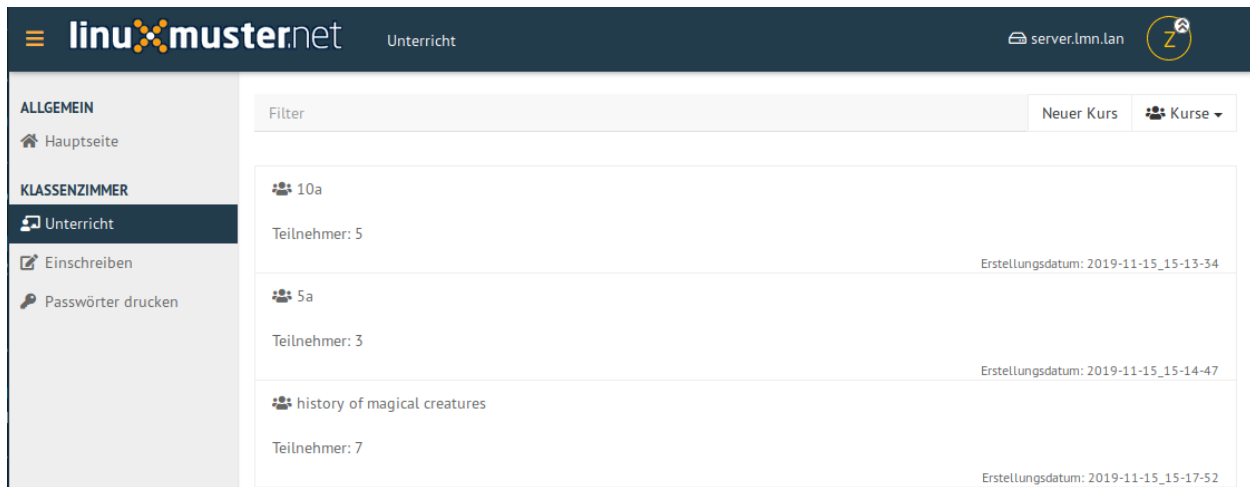 linuxmuster.net
Unterricht
server.lmn.lan
Z
ALLGEMEIN
Hauptseite
KLASSENZIMMER
Unterricht
Einschreiben
Passwörter drucken
Filter
Neuer Kurs
Kurse
10a
Teilnehmer: 5
Erstellungsdatum: 2019-11-15_15-13-34
5a
Teilnehmer: 3
Erstellungsdatum: 2019-11-15_15-14-47
history of magical creatures
Teilnehmer: 7
Erstellungsdatum: 2019-11-15_15-17-52